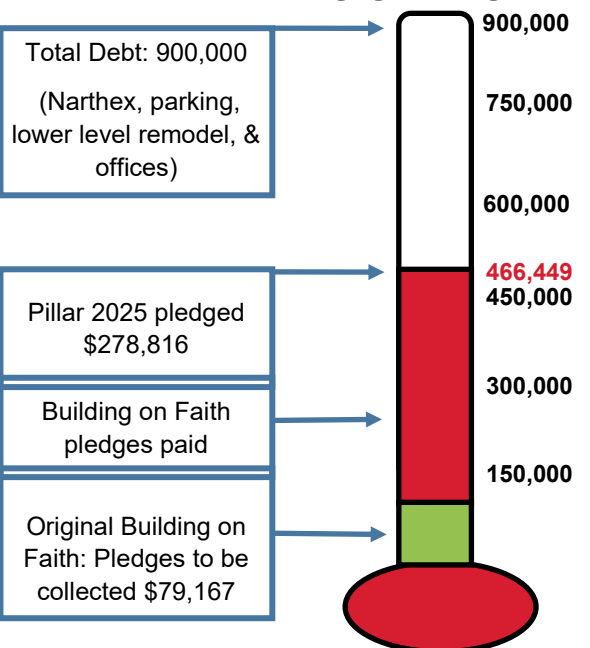 Total Debt: 900,000
(Narthex, parking,
lower level remodel, &
offices)
Pillar 2025 pledged
$278,816
Building on Faith
pledges paid
Original Building on
Faith: Pledges to be
collected $79,167
900,000
750,000
600,000
466,449
450,000
300,000
150,000